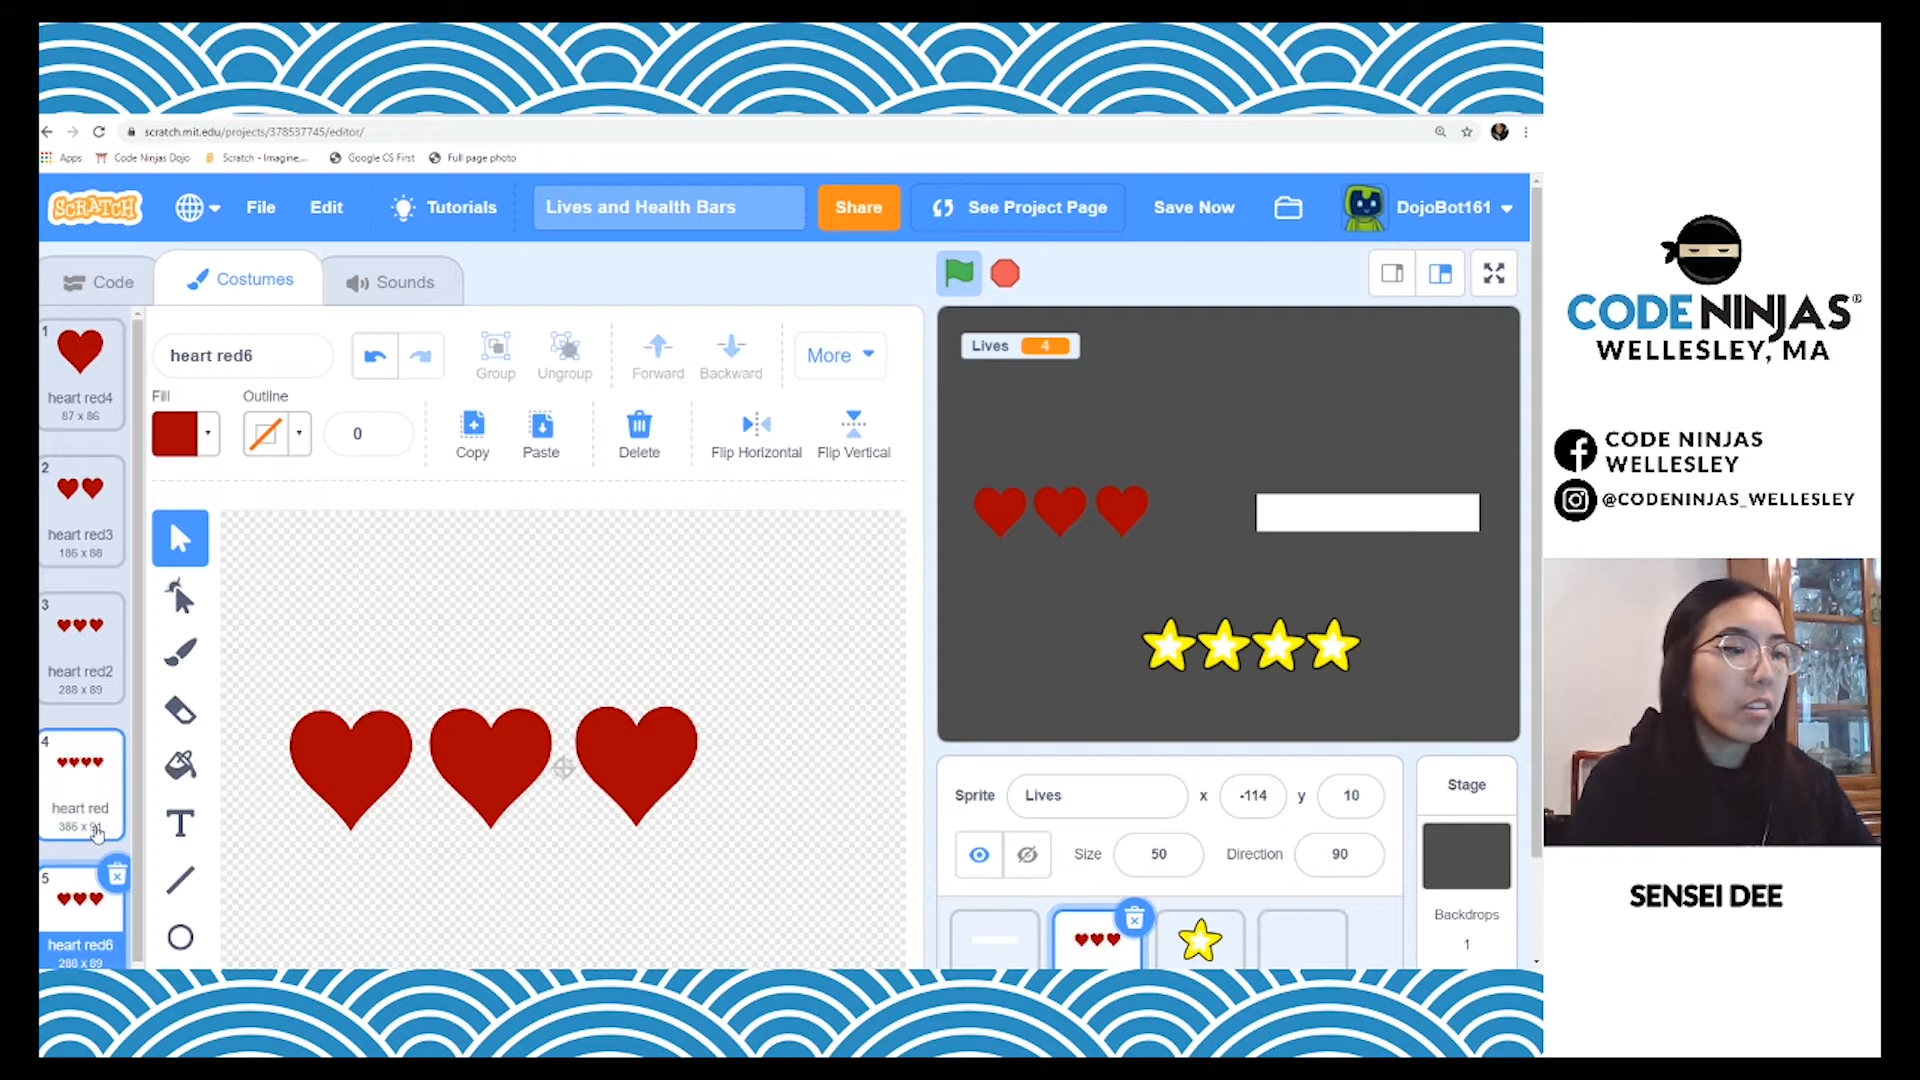 scratch.mit.edu/projects/378537745/editor/
Apps
Code Ninjas Dojo
Scratch - Imagine,...
Google CS First
Full page photo
SCRATCH
File
Edit
Tutorials
Lives and Health Bars
Share
See Project Page
Save Now
DojoBot161
Code
Costumes
Sounds
1
heart red4
87 x 86
2
heart red3
186 x 88
3
heart red2
288 x 89
4
heart red
386 x 91
5
heart red6
288 x 89
heart red6
Group
Ungroup
Forward
Backward
More
Fill
Outline
0
Copy
Paste
Delete
Flip Horizontal
Flip Vertical
T
Lives 4
Sprite
Lives
x
-114
y
10
Size
50
Direction
90
Stage
Backdrops
1
CODE NINJAS®
WELLESLEY, MA
CODE NINJAS
WELLESLEY
@CODENINJAS_WELLESLEY
SENSEI DEE